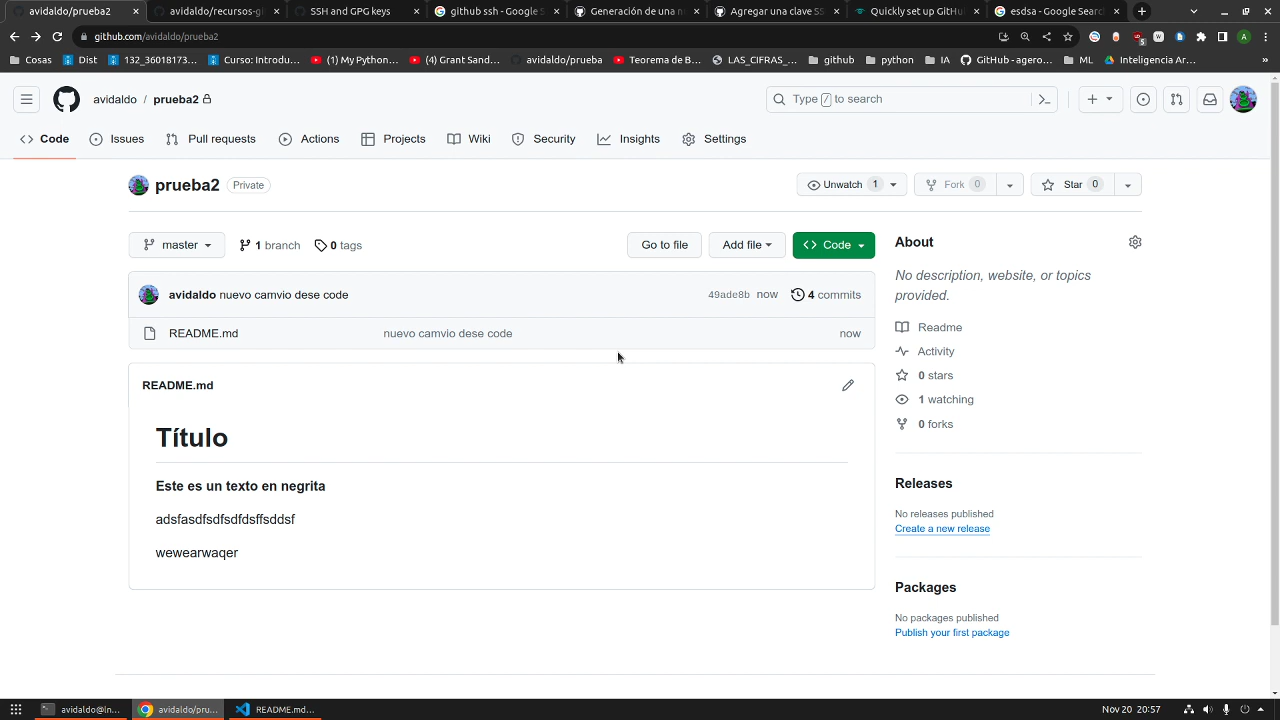 avidaldo/prueba2
avidaldo/recursos-gi
SSH and GPG keys
github ssh - Google S
Generación de una n
Agregar una clave SS
Quickly set up GitHu
esdsa - Google Search
github.com/avidaldo/prueba2
Cosas
Dist
132_36018173...
Curso: Introdu...
(1) My Python...
(4) Grant Sand...
avidaldo/prueba
Teorema de B...
LAS_CIFRAS_...
github
python
IA
GitHub - agero...
ML
Inteligencia Ar...
»
avidaldo / prueba2
Type / to search
Code
Issues
Pull requests
Actions
Projects
Wiki
Security
Insights
Settings
prueba2 Private
Unwatch 1
Fork 0
Star 0
master
1 branch
0 tags
Go to file
Add file
Code
avidaldo nuevo camvio dese code
49ade8b now
4 commits
README.md nuevo camvio dese code now
README.md
Título
Este es un texto en negrita
adsfasdfsdfsdfdsffsddsf
wewearwaqer
About
No description, website, or topics
provided.
Readme
Activity
0 stars
1 watching
0 forks
Releases
No releases published
Create a new release
Packages
No packages published
Publish your first package
avidaldo@ln...
avidaldo/pru...
README.md...
Nov 20 20:57